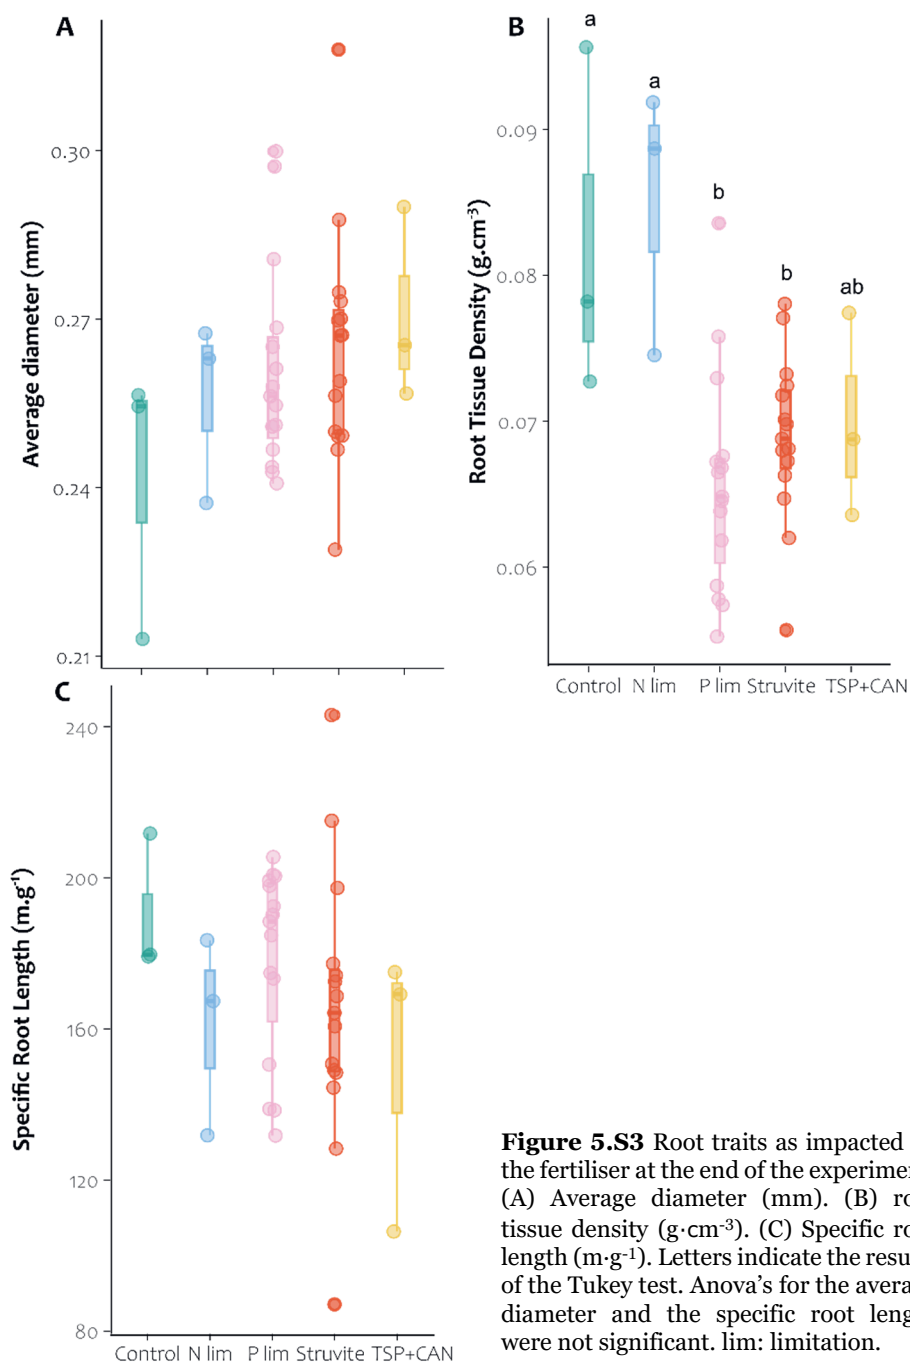 A
0.30
0.27
0.24
0.21
Average diameter (mm)
B
a
a
b
b
ab
0.09
0.08
0.07
0.06
Root Tissue Density (g.cm⁻³)
Control N lim P lim Struvite TSP+CAN
C
240
200
160
120
80
Specific Root Length (m.g⁻¹)
Control N lim P lim Struvite TSP+CAN
Figure 5.S3 Root traits as impacted
the fertiliser at the end of the experimen
(A) Average diameter (mm). (B) ro
tissue density (g·cm⁻³). (C) Specific ro
length (m·g⁻¹). Letters indicate the resu
of the Tukey test. Anova's for the avera
diameter and the specific root leng
were not significant. lim: limitation.